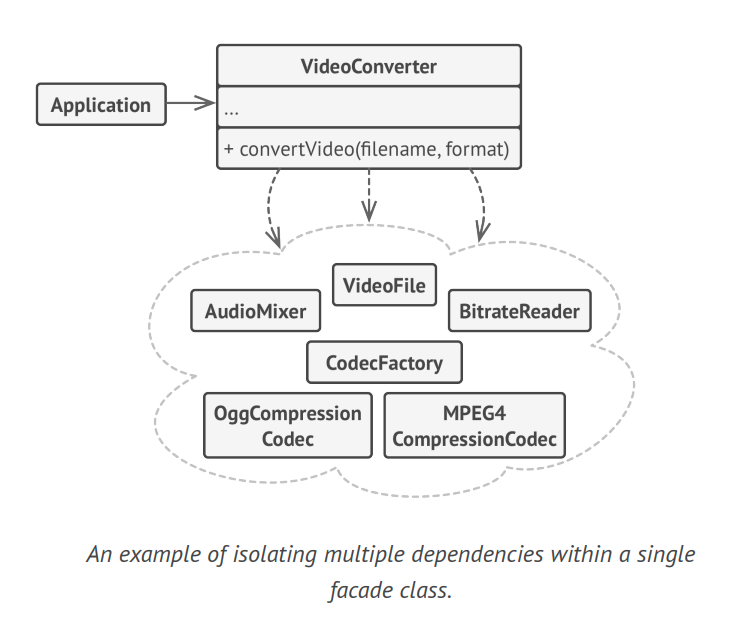 VideoConverter
Application
...
+ convertVideo(filename, format)
VideoFile
AudioMixer
BitrateReader
CodecFactory
OggCompression
Codec
MPEG4
CompressionCodec
An example of isolating multiple dependencies within a single
facade class.